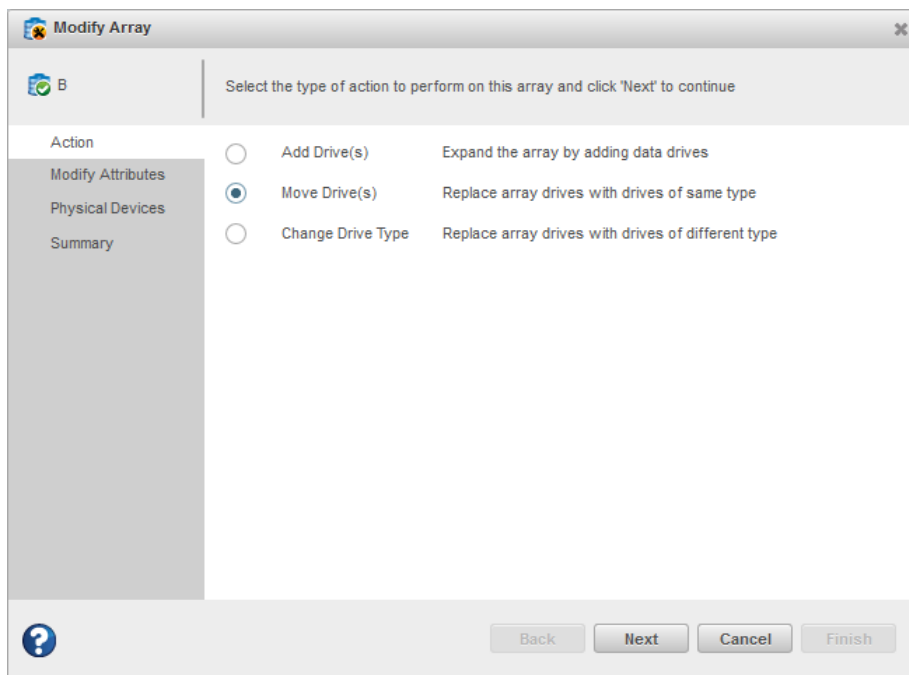 Modify Array
B
Select the type of action to perform on this array and click 'Next' to continue
Action
Modify Attributes
Physical Devices
Summary
Add Drive(s) Expand the array by adding data drives
Move Drive(s) Replace array drives with drives of same type
Change Drive Type Replace array drives with drives of different type
?
Back Next Cancel Finish